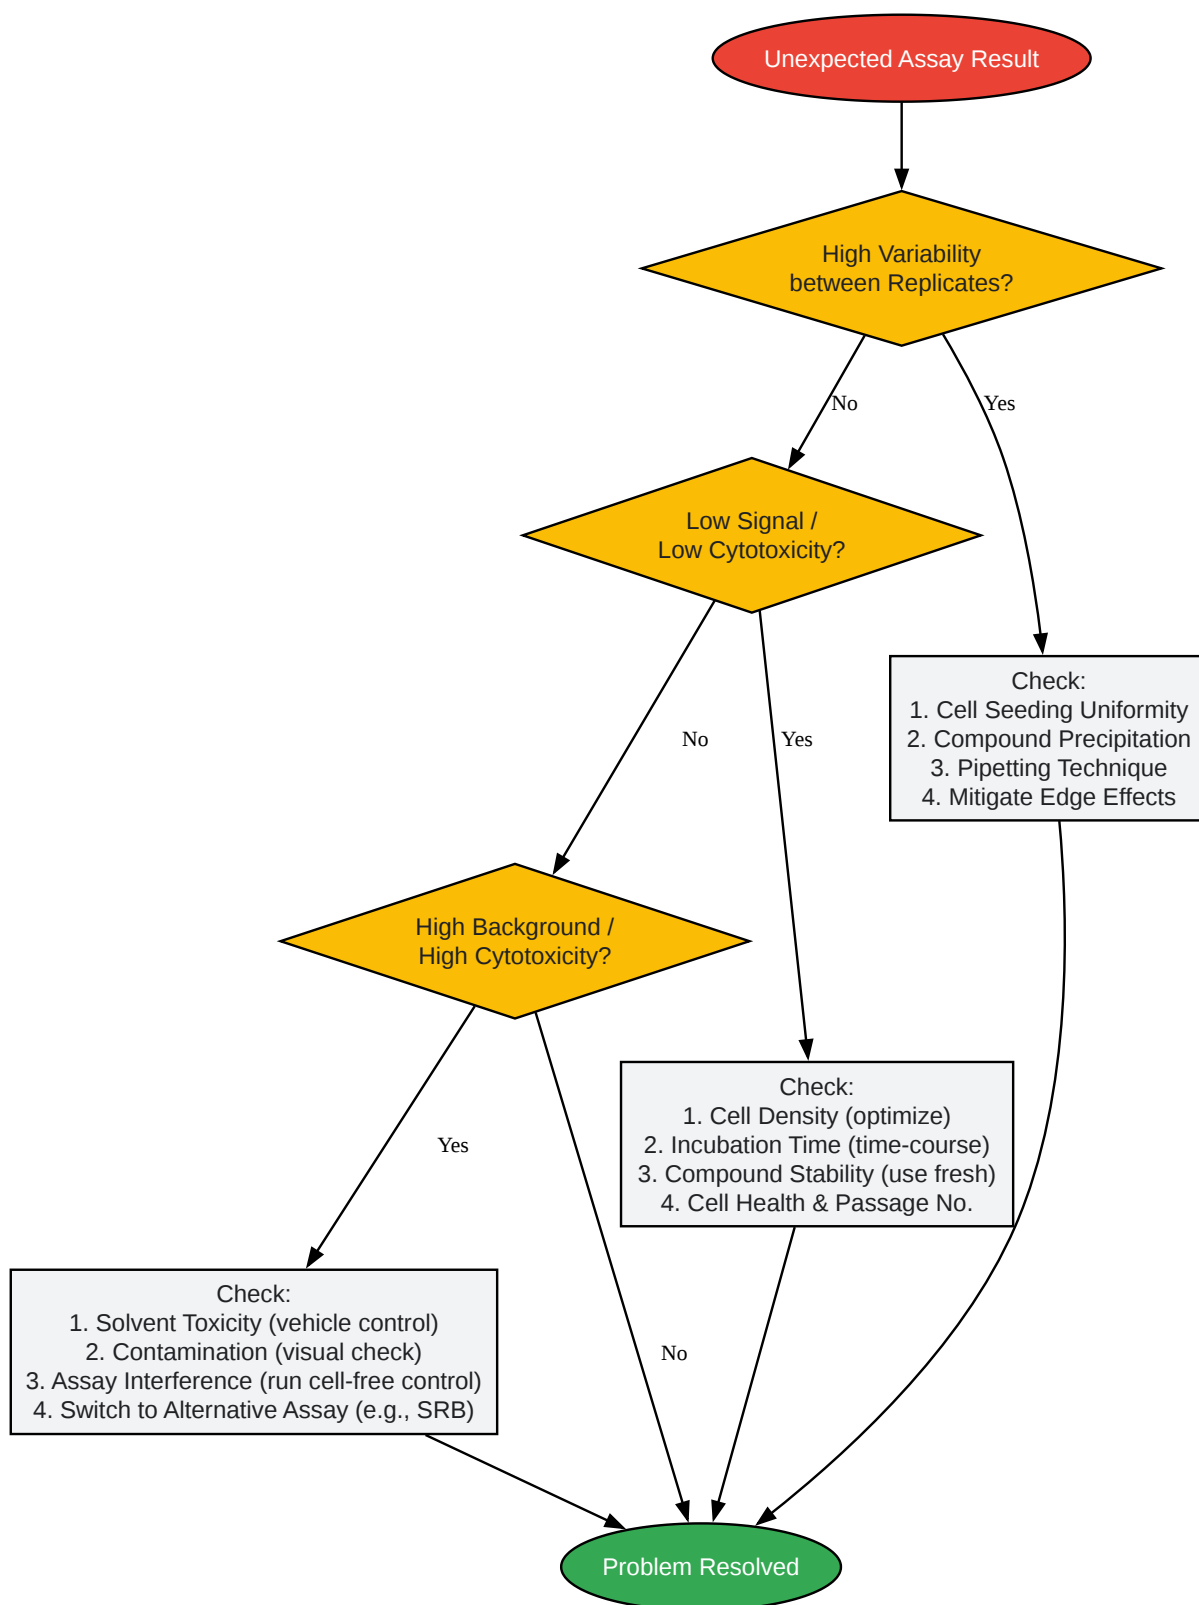 Unexpected Assay Result
High Variability
between Replicates?
No
Yes
Low Signal /
Low Cytotoxicity?
Check:
1. Cell Seeding Uniformity
2. Compound Precipitation
3. Pipetting Technique
4. Mitigate Edge Effects
No
Yes
High Background /
High Cytotoxicity?
Check:
1. Cell Density (optimize)
2. Incubation Time (time-course)
3. Compound Stability (use fresh)
4. Cell Health & Passage No.
Yes
Check:
1. Solvent Toxicity (vehicle control)
2. Contamination (visual check)
3. Assay Interference (run cell-free control)
4. Switch to Alternative Assay (e.g., SRB)
No
Problem Resolved